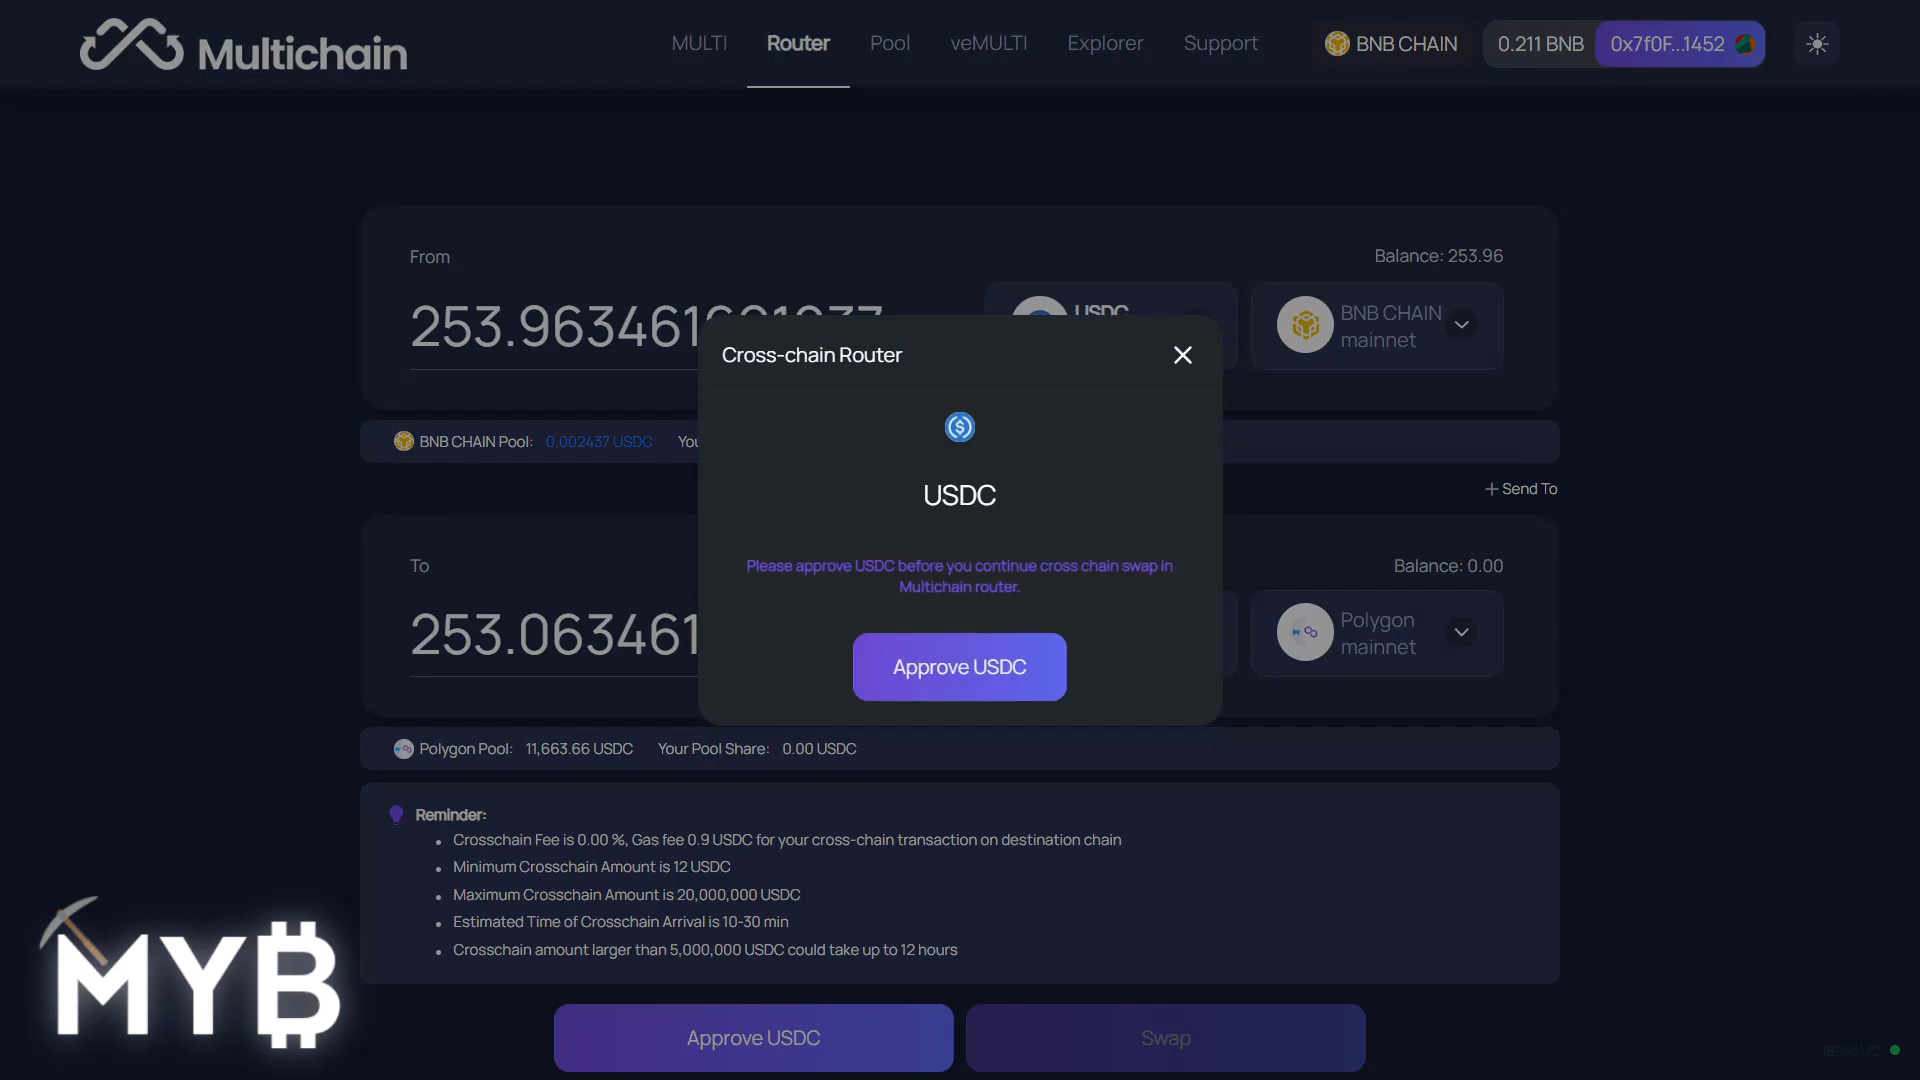 Multichain
MULTI
Router
Pool
veMULTI
Explorer
Support
BNB CHAIN
0.211 BNB
0x7f0F...1452
From
Balance: 253.96
USDC
BNB CHAIN
mainnet
Cross-chain Router
BNB CHAIN Pool: 0.002437 USDC
USDC
Send To
Please approve USDC before you continue cross chain swap in
Multichain router.
To
Balance: 0.00
253.063461
Polygon
mainnet
Approve USDC
Polygon Pool: 11,663.66 USDC Your Pool Share: 0.00 USDC
Reminder:
Crosschain Fee is 0.00 %, Gas fee 0.9 USDC for your cross-chain transaction on destination chain
Minimum Crosschain Amount is 12 USDC
Maximum Crosschain Amount is 20,000,000 USDC
Estimated Time of Crosschain Arrival is 10-30 min
Crosschain amount larger than 5,000,000 USDC could take up to 12 hours
MY₿
Approve USDC
Swap